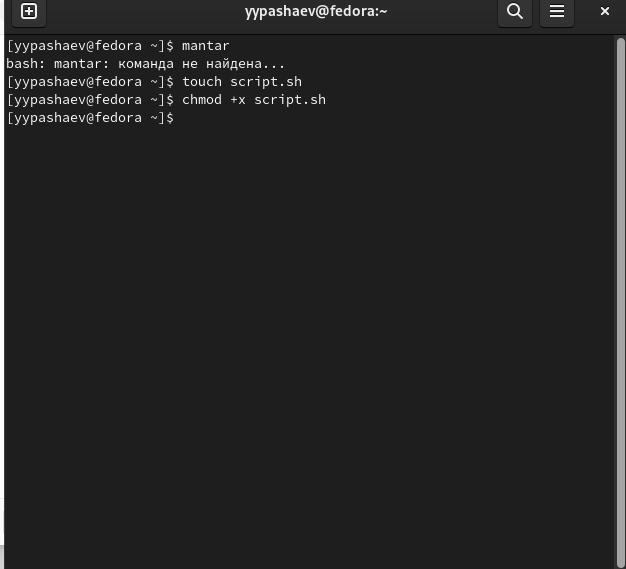 yypashaev@fedora:~
[yypashaev@fedora ~]$ mantar
bash: mantar: команда не найдена...
[yypashaev@fedora ~]$ touch script.sh
[yypashaev@fedora ~]$ chmod +x script.sh
[yypashaev@fedora ~]$